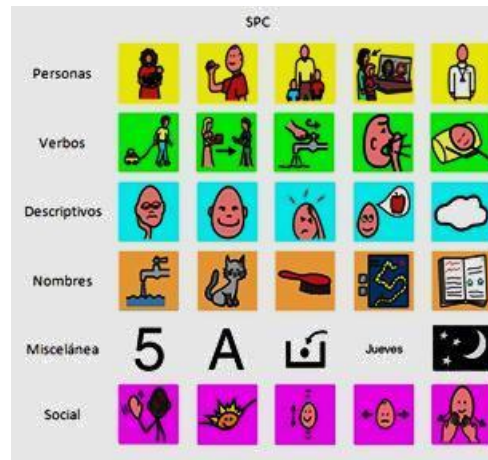 SPC
Personas
Verbos
Descriptivos
Nombres
Miscelánea 5 A Jueves
Social